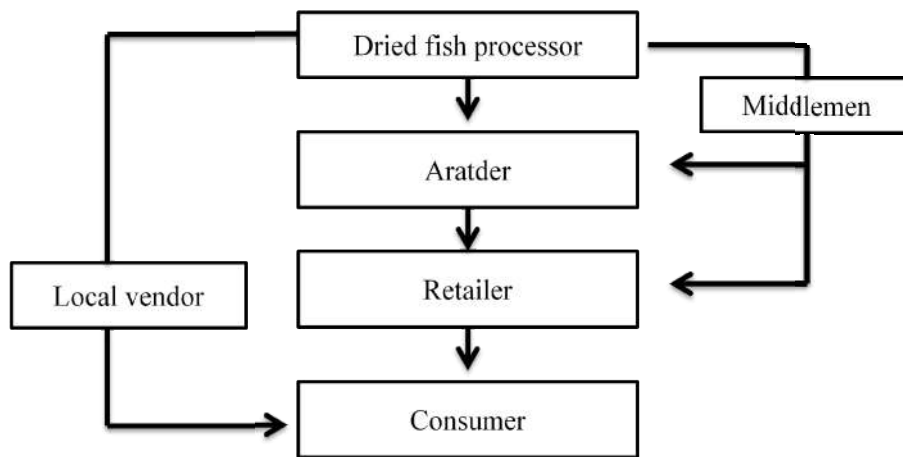 Dried fish processor
Middlemen
Aratder
Local vendor
Retailer
Consumer